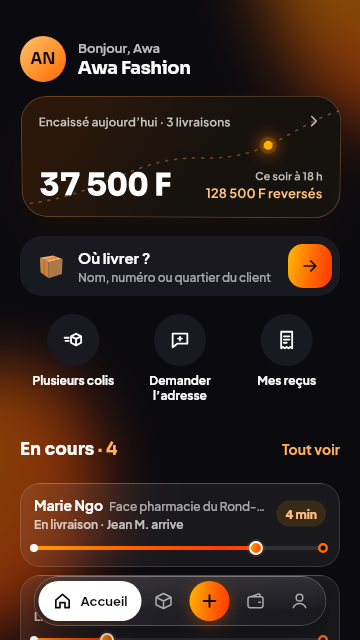 AN
Bonjour, Awa
Awa Fashion
Encaissé aujourd’hui · 3 livraisons
37 500 F
Ce soir à 18 h
128 500 F reversés
Où livrer ?
Nom, numéro ou quartier du client
Plusieurs colis
Demander
l’adresse
Mes reçus
En cours · 4
Tout voir
Marie Ngo Face pharmacie du Rond-…
4 min
En livraison · Jean M. arrive
Accueil